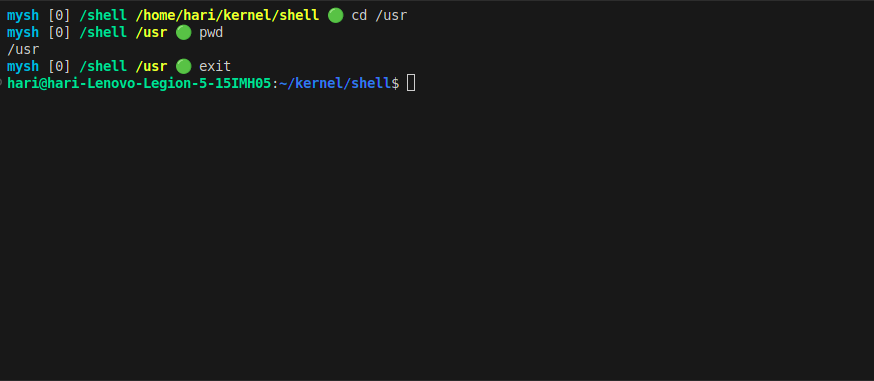 mysh [0] /shell /home/hari/kernel/shell 🟢 cd /usr
mysh [0] /shell /usr 🟢 pwd
/usr
mysh [0] /shell /usr 🟢 exit
hari@hari-Lenovo-Legion-5-15IMH05:~/kernel/shell$